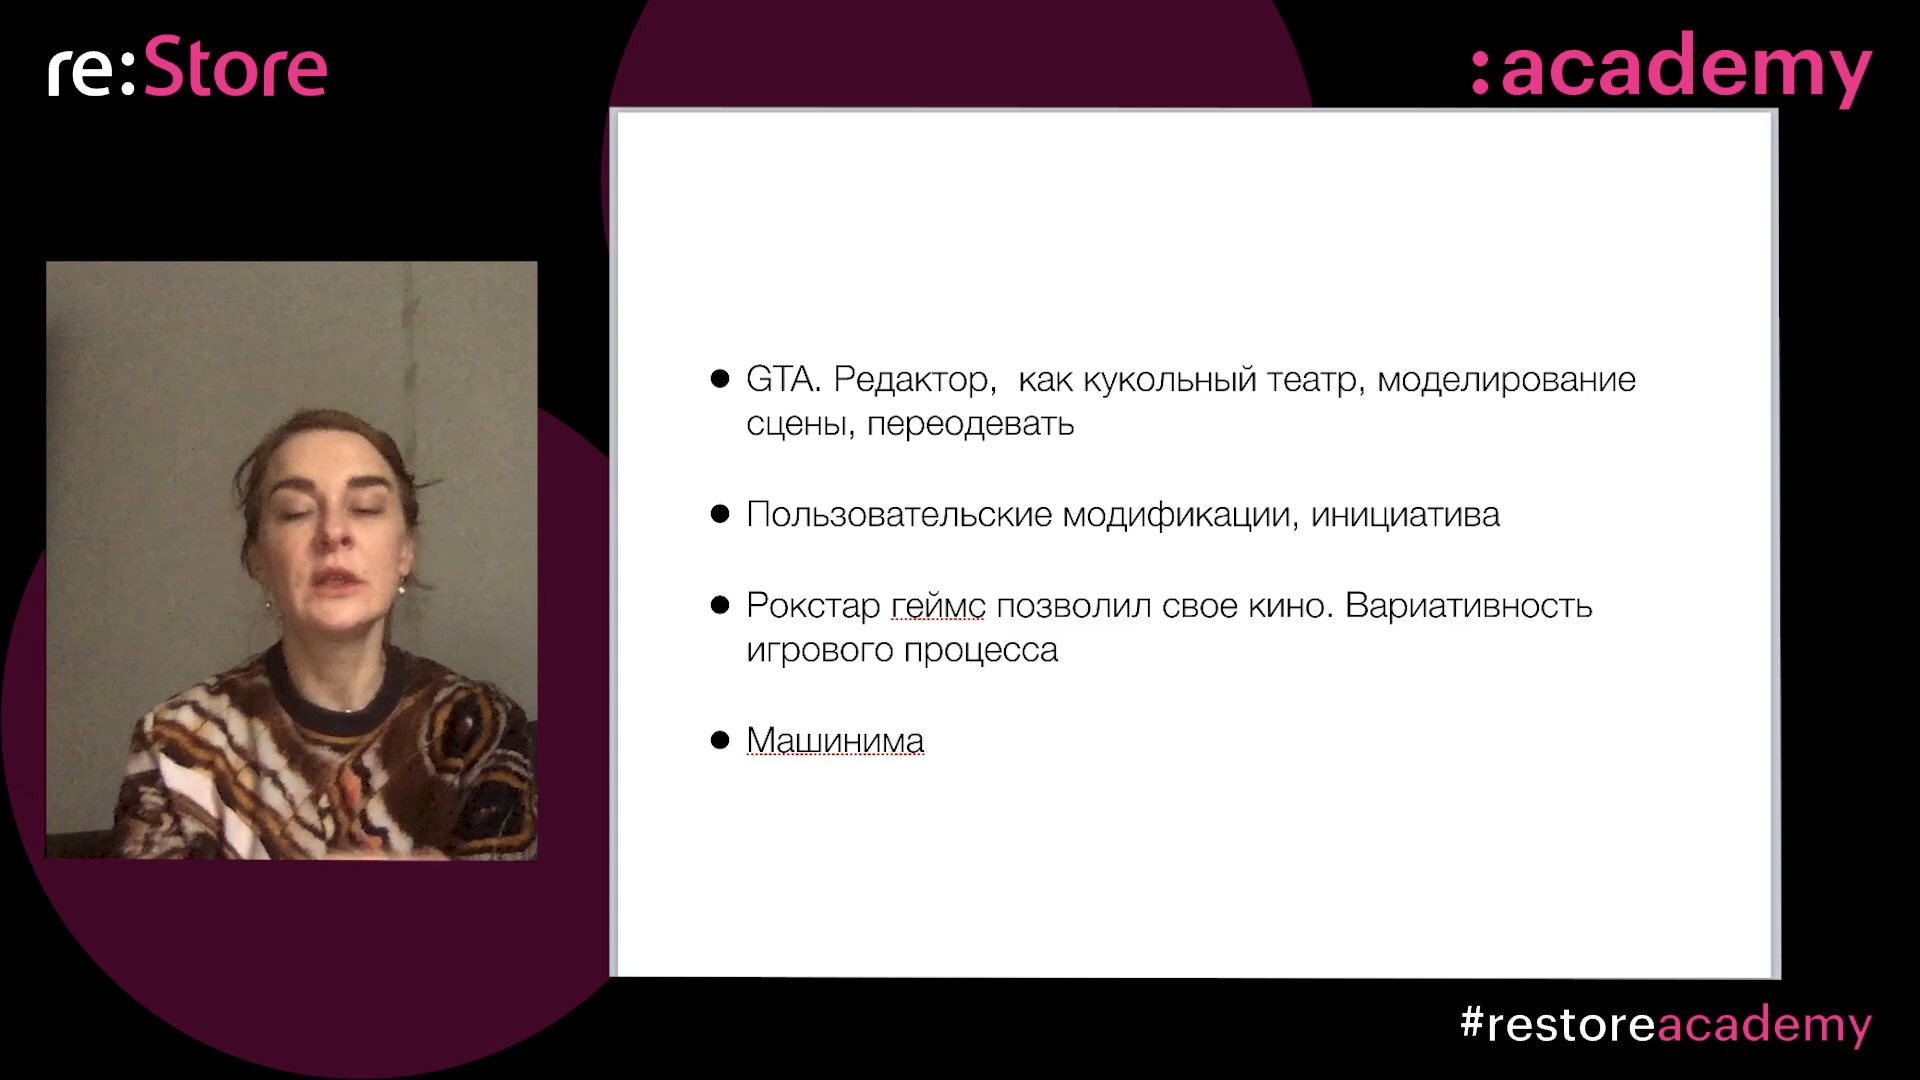 re:Store
:academy
GTA. Редактор, как кукольный театр, моделирование
сцены, переодевать
Пользовательские модификации, инициатива
Рокстар геймс позволил свое кино. Вариативность
игрового процесса
Машинима
#restoreacademy